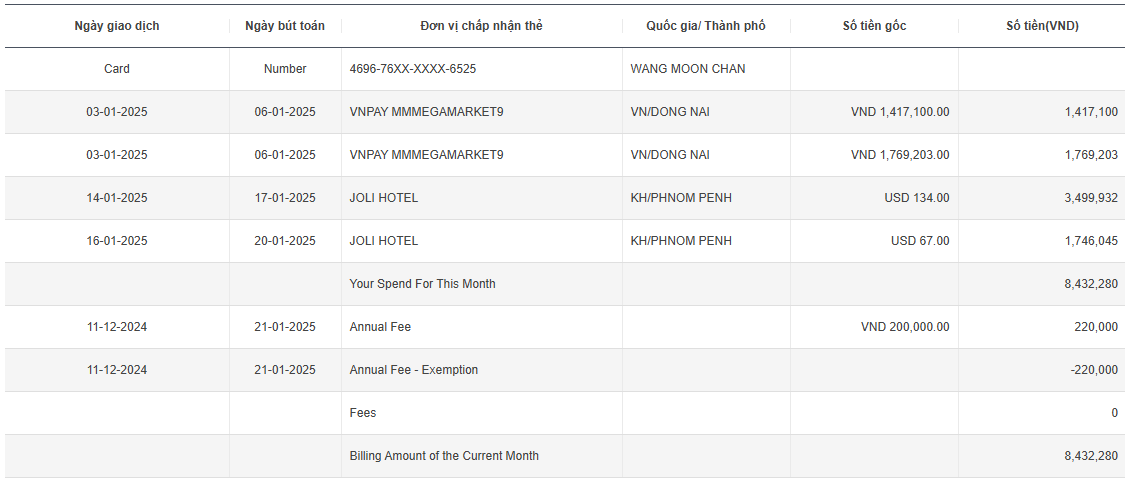 Ngày giao dịch Ngày bút toán Đơn vị chấp nhận thẻ Quốc gia/ Thành phố Số tiền gốc Số tiền(VND)
Card Number 4696-76XX-XXXX-6525 WANG MOON CHAN
03-01-2025 06-01-2025 VNPAY MMMEGAMARKET9 VN/DONG NAI VND 1,417,100.00 1,417,100
03-01-2025 06-01-2025 VNPAY MMMEGAMARKET9 VN/DONG NAI VND 1,769,203.00 1,769,203
14-01-2025 17-01-2025 JOLI HOTEL KH/PHNOM PENH USD 134.00 3,499,932
16-01-2025 20-01-2025 JOLI HOTEL KH/PHNOM PENH USD 67.00 1,746,045
Your Spend For This Month 8,432,280
11-12-2024 21-01-2025 Annual Fee VND 200,000.00 220,000
11-12-2024 21-01-2025 Annual Fee - Exemption -220,000
Fees 0
Billing Amount of the Current Month 8,432,280